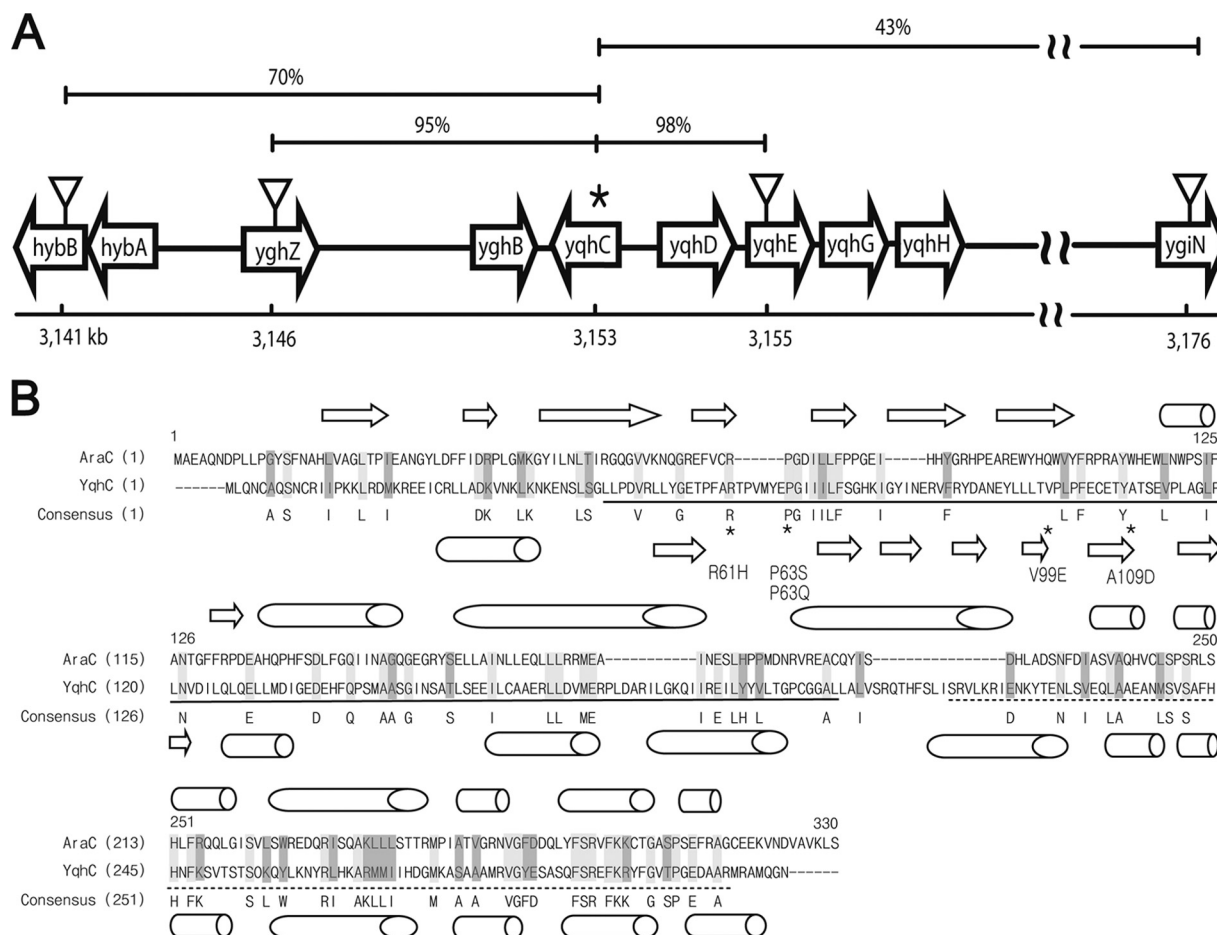 A
43%
70%
95%
98%
*
hybB
hybA
yghZ
yghB
yqhC
yqhD
yqhE
yqhG
yqhH
ygiN
3,141 kb
3,146
3,153
3,155
3,176
B
1
125
AraC (1) MAEAQNDPLLPGYSFNAHLVAGLTPIEANGYLDFFIDRPLGMKGYILNLTIRGQGVVKNQGREFVCR------PGDILLFPPGEI-----HHYGRHPEAREWYHQWVYFRPRAYWHEWLNWPSIF
YqhC (1) ------MLQNCAQSNCRIIPKKLRDMKREEICRLLADKVNKLKNKENSLSGLLPDVRLLYGETPFARTPVMYEPGIIILFSGHKIGYINERVFRYDANEYLLLTVPLPFECETYATSEVPLAGLR
Consensus (1) A S I L I DK LK LS V G R PG IILF I F L F Y L I
* * * *
R61H
P63S
P63Q
V99E
A109D
126
250
AraC (115) ANTGFFRPDEAHQPHFSDLFGQIINAGQGEGRYSELLAINLLEQLLLRRMEA-----------INESLHPPMDNRVREACQYIS----------------DHLADSNFDIASVAQHVCLSPSRLS
YqhC (120) LNVDILQLQELLMDIGEDEHFQPSMAASGINSATLSEEILCAAERLLDVMERPLDARILGKQIIREILYYVLTGPCGGALLALVSRQTHFSLISRVLKRIENKYTENLSVEQLAAEANMSVSAFH
Consensus (126) N E D Q AA G S I LL ME I E LH L A I D N I LA LS S
251
330
AraC (213) HLFRQQLGISVLSWREDQRISQAKLLLSTTRMPIATVGRNVGFDDQLYFSRVFKKCTGASPSEFRAGCEEKVNDVAVKLS
YqhC (245) HNFKSVTSTSOKQYLKNYRLHKARMMIIHDGMKASAAAMRVGYESASQFSREFKRYFGVTPGEDAARMRAMQGN------
Consensus (251) H FK S L W RI AKLLI M A A VGFD FSR FKK G SP E A